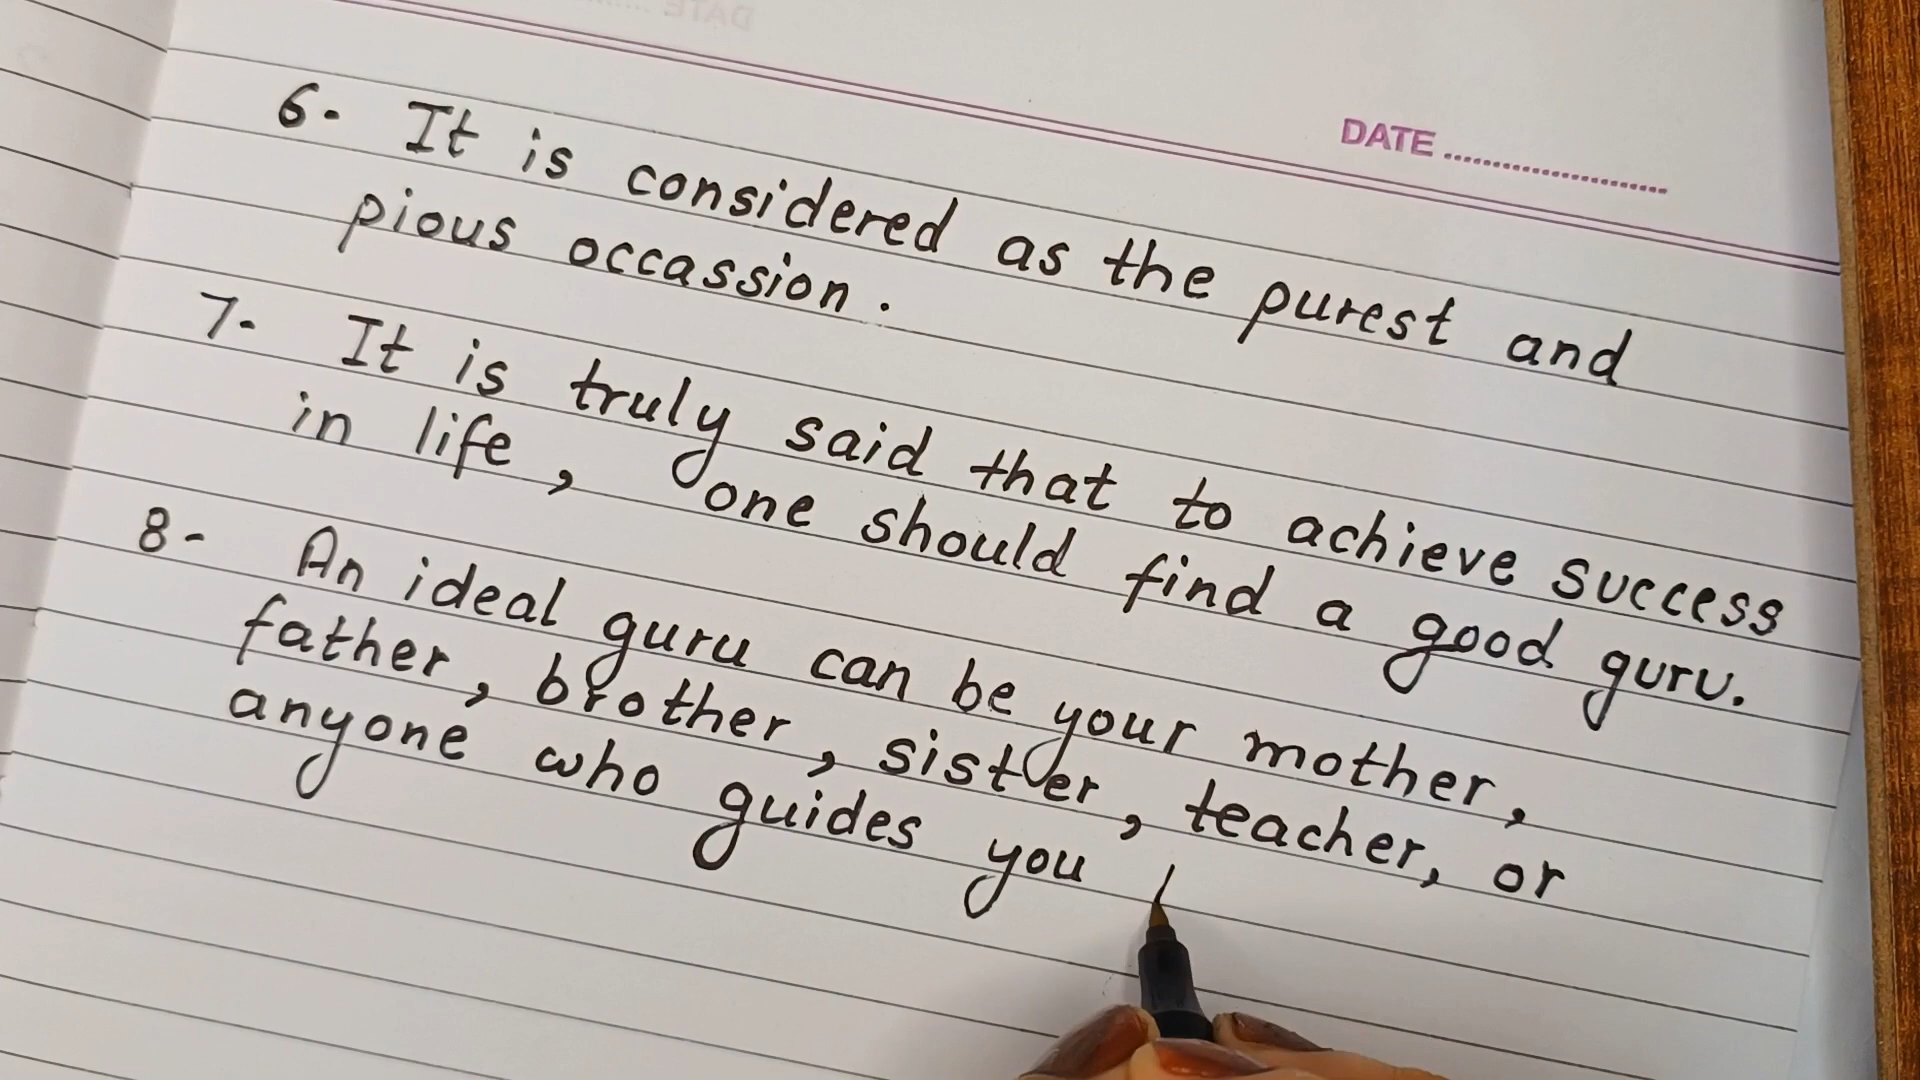 DATE
6. It is considered as the purest and
pious occassion.
7. It is truly said that to achieve success
in life, one should find a good guru.
8. An ideal guru can be your mother,
father, brother, sister, teacher, or
anyone who guides you